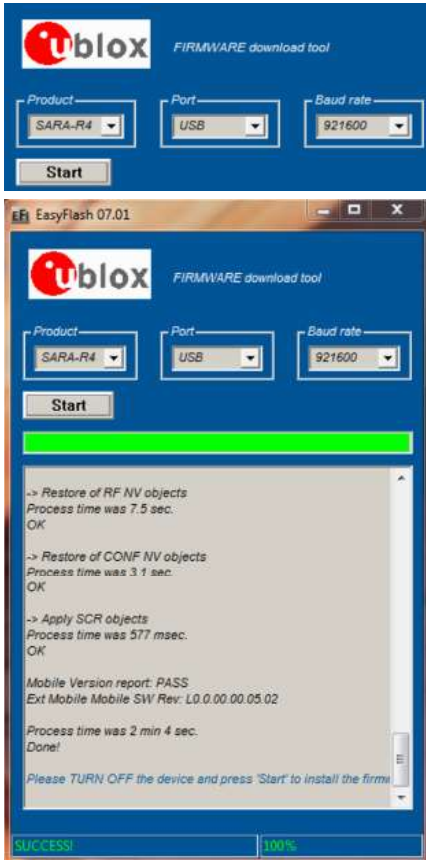 ublox
FIRMWARE download tool
Product
Port
Baud rate
SARA-R4
USB
921600
Start
EF EasyFlash 07.01
ublox
FIRMWARE download tool
Product
Port
Baud rate
SARA-R4
USB
921600
Start
-> Restore of RF NV objects
Process time was 7.5 sec.
OK
-> Restore of CONF NV objects
Process time was 3.1 sec.
OK
-> Apply SCR objects
Process time was 577 msec.
OK
Mobile Version report: PASS
Ext Mobile Mobile SW Rev: L0.0.00.00.05.02
Process time was 2 min 4 sec.
Done!
Please TURN OFF the device and press 'Start' to install the firmw
SUCCESS!
100%